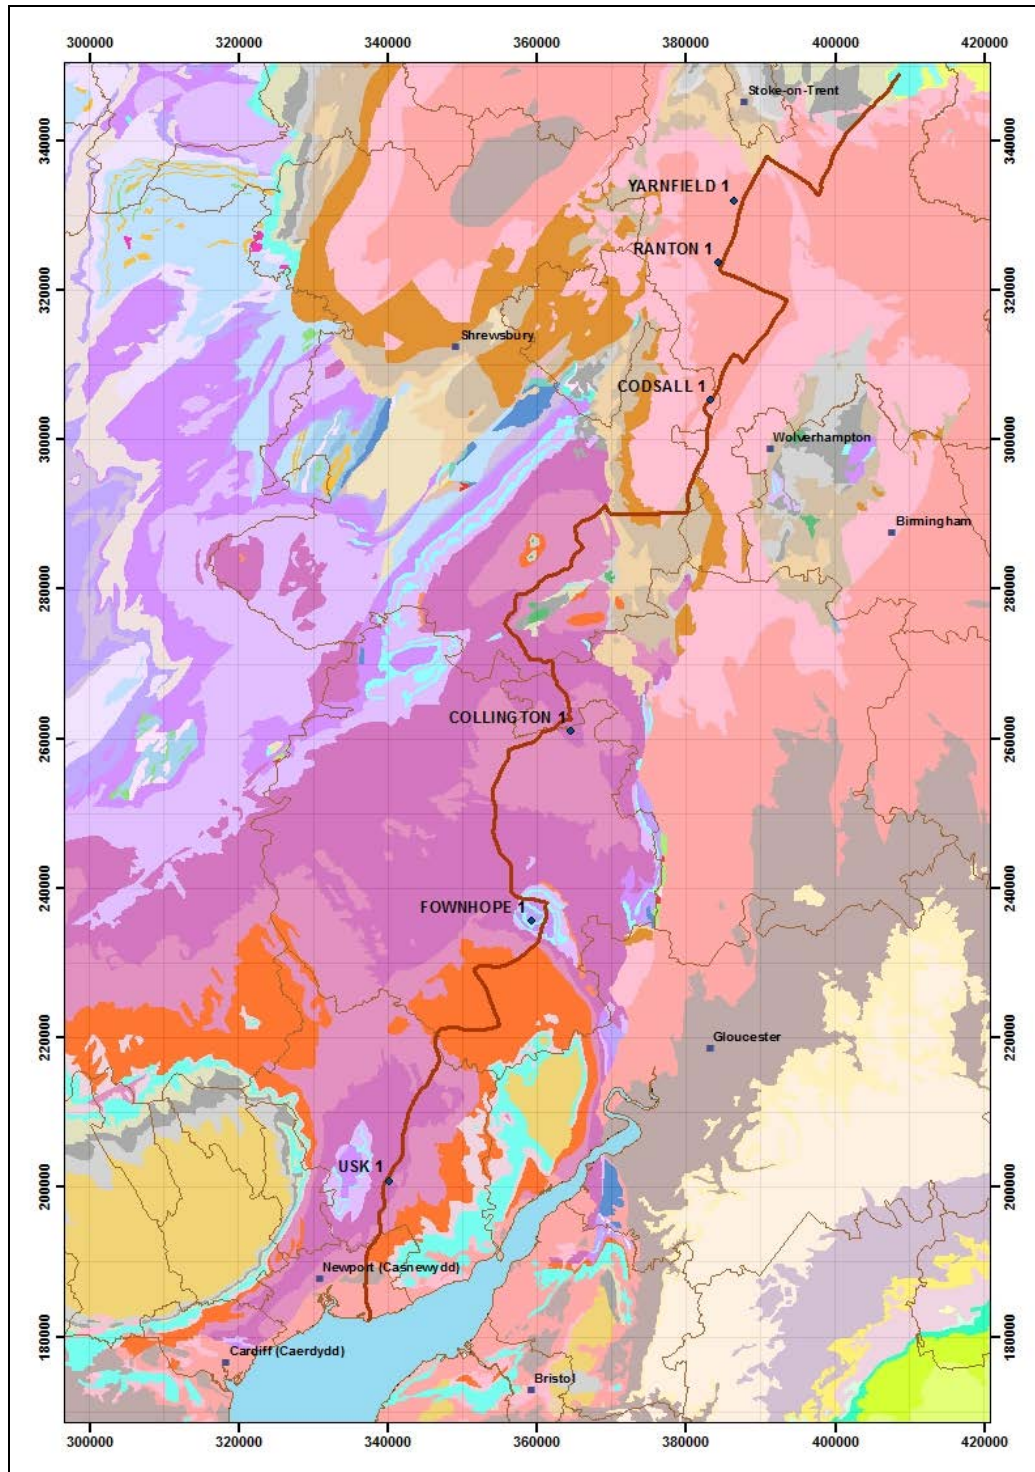 300000 320000 340000 360000 380000 400000 420000
Stoke-on-Trent
340000 340000
YARNFIELD 1
RANTON 1
320000 320000
Shrewsbury
CODSALL 1
300000 300000
Wolverhampton
Birmingham
280000 280000
COLLINGTON 1
260000 260000
240000 240000
FOWNHOPE 1
220000 220000
Gloucester
USK 1
200000 200000
Newport (Casnewydd)
180000 180000
Cardiff (Caerdydd)
Bristol
300000 320000 340000 360000 380000 400000 420000